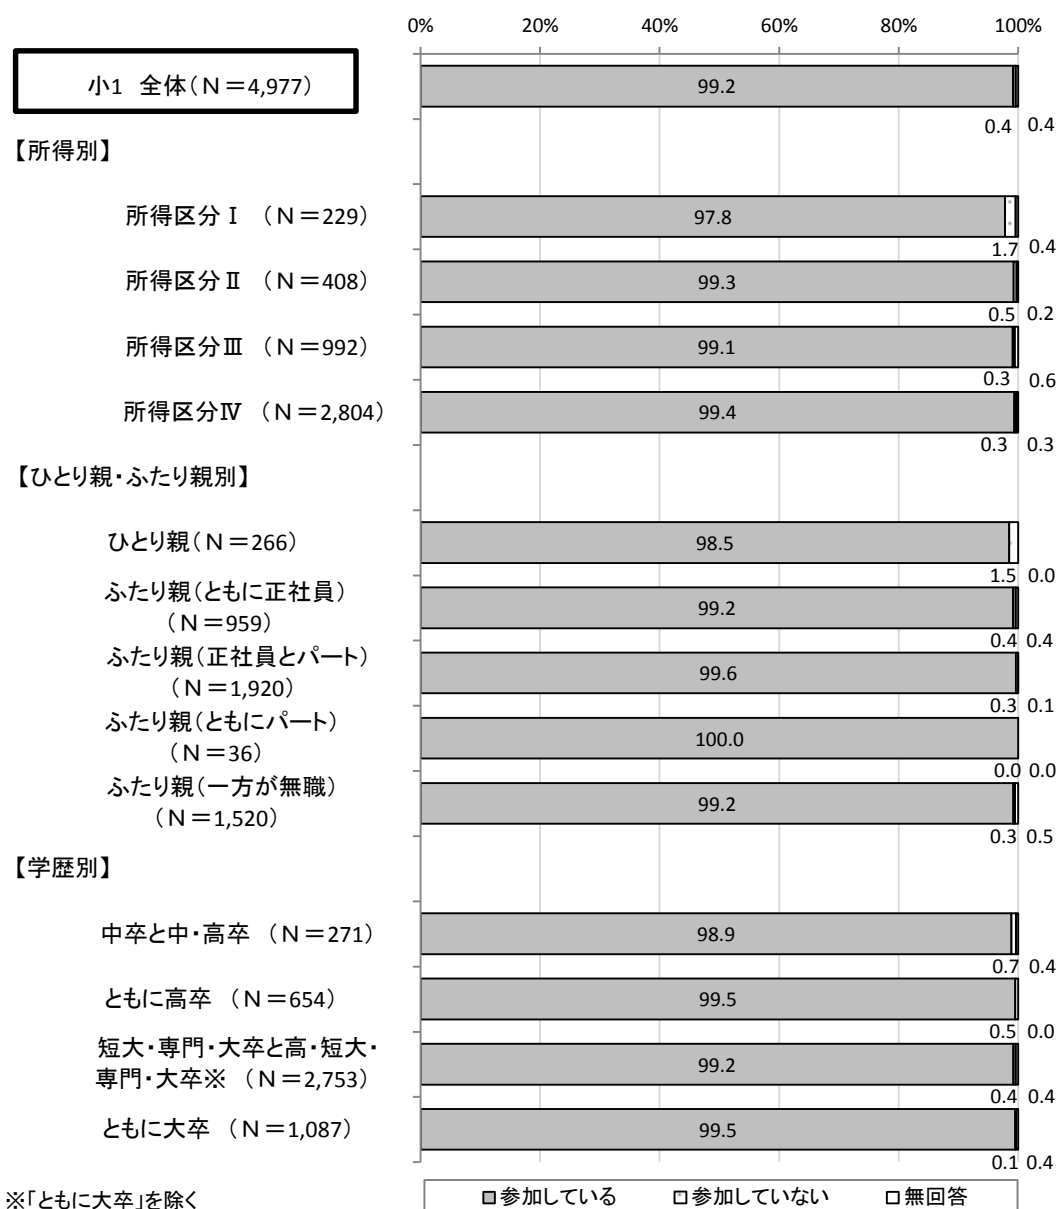 0% 20% 40% 60% 80% 100%
小1 全体(N=4,977) 99.2
0.4 0.4
【所得別】
所得区分Ⅰ (N=229) 97.8
1.7 0.4
所得区分Ⅱ (N=408) 99.3
0.5 0.2
所得区分Ⅲ (N=992) 99.1
0.3 0.6
所得区分Ⅳ (N=2,804) 99.4
0.3 0.3
【ひとり親・ふたり親別】
ひとり親(N=266) 98.5
1.5 0.0
ふたり親(ともに正社員)
(N=959) 99.2
0.4 0.4
ふたり親(正社員とパート)
(N=1,920) 99.6
0.3 0.1
ふたり親(ともにパート)
(N=36) 100.0
0.0 0.0
ふたり親(一方が無職)
(N=1,520) 99.2
0.3 0.5
【学歴別】
中卒と中・高卒 (N=271) 98.9
0.7 0.4
ともに高卒 (N=654) 99.5
0.5 0.0
短大・専門・大卒と高・短大・
専門・大卒※ (N=2,753) 99.2
0.4 0.4
ともに大卒 (N=1,087) 99.5
0.1 0.4
※「ともに大卒」を除く
参加している 参加していない 無回答